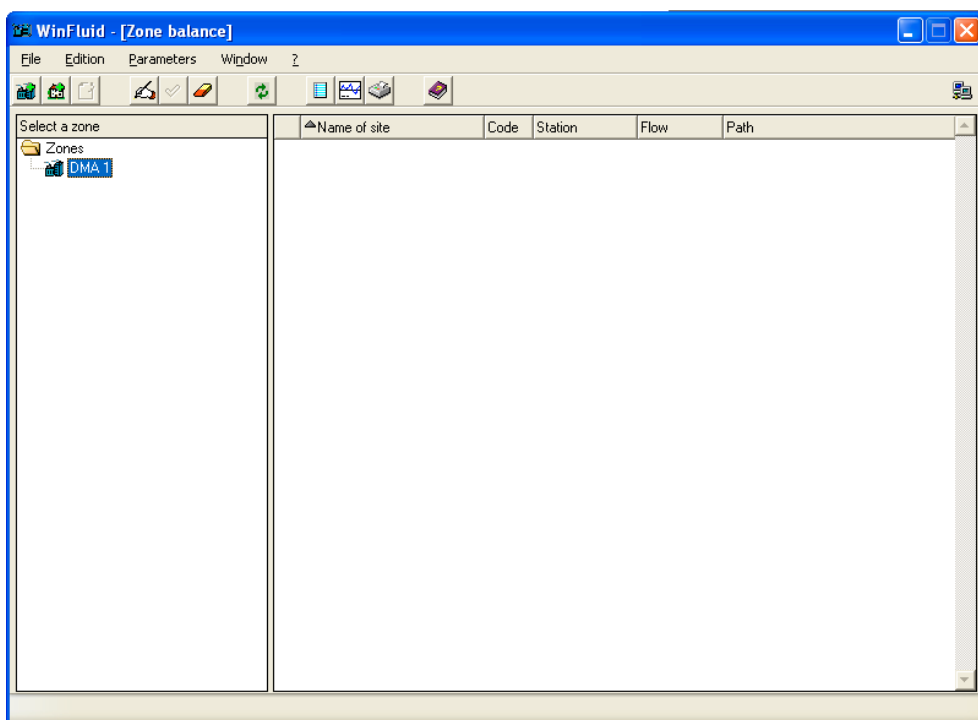 WinFluid - [Zone balance]
File Edition Parameters Window ?
Select a zone
Name of site Code Station Flow Path
Zones
DMA 1